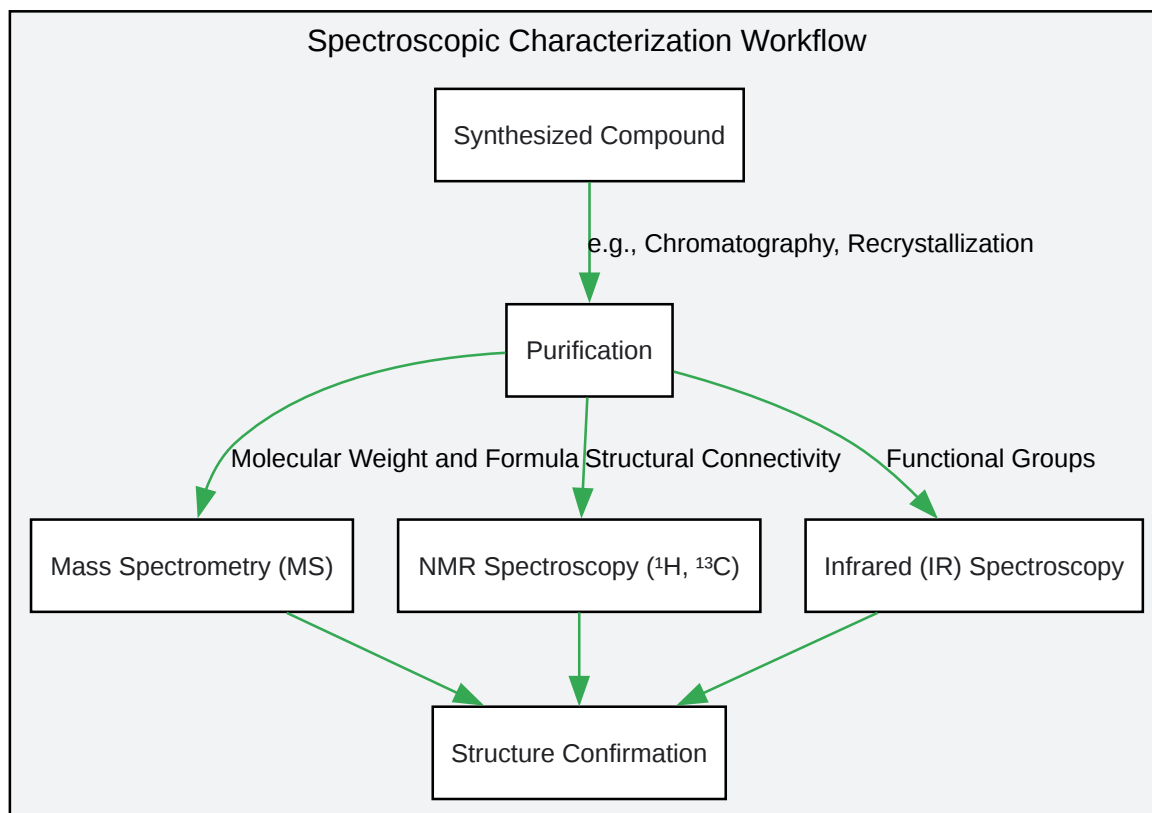 Spectroscopic Characterization Workflow
Synthesized Compound
e.g., Chromatography, Recrystallization
Purification
Molecular Weight and Formula
Structural Connectivity
Functional Groups
Mass Spectrometry (MS)
NMR Spectroscopy (¹H, ¹³C)
Infrared (IR) Spectroscopy
Structure Confirmation